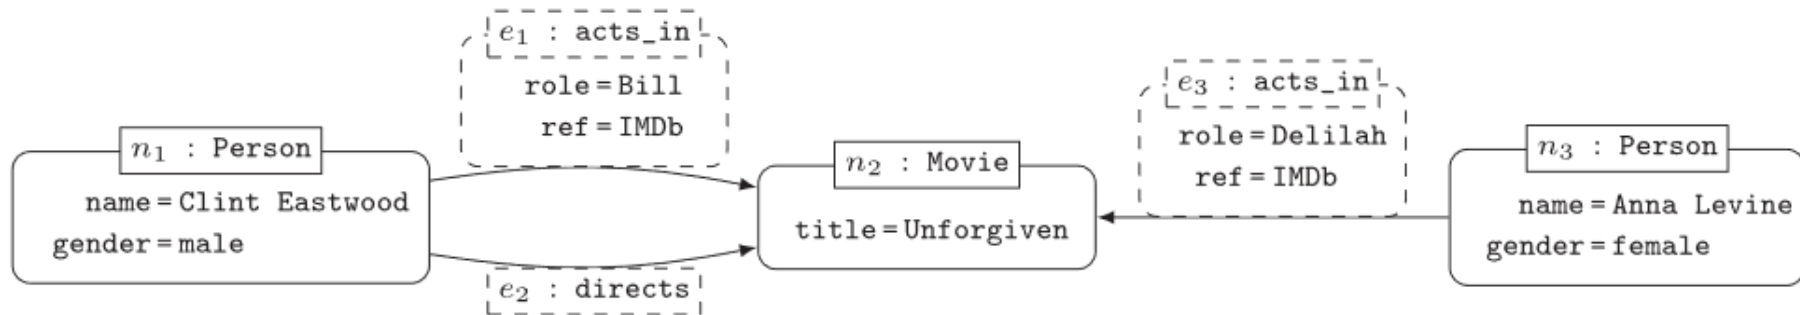 n1 : Person
name = Clint Eastwood
gender = male
e1 : acts_in
role = Bill
ref = IMDb
e2 : directs
n2 : Movie
title = Unforgiven
e3 : acts_in
role = Delilah
ref = IMDb
n3 : Person
name = Anna Levine
gender = female